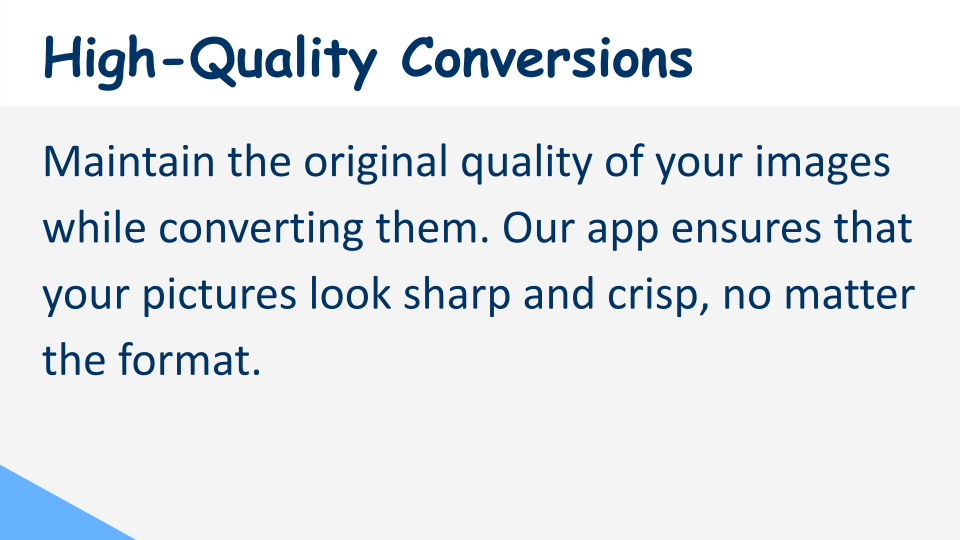 High-Quality Conversions
Maintain the original quality of your images
while converting them. Our app ensures that
your pictures look sharp and crisp, no matter
the format.